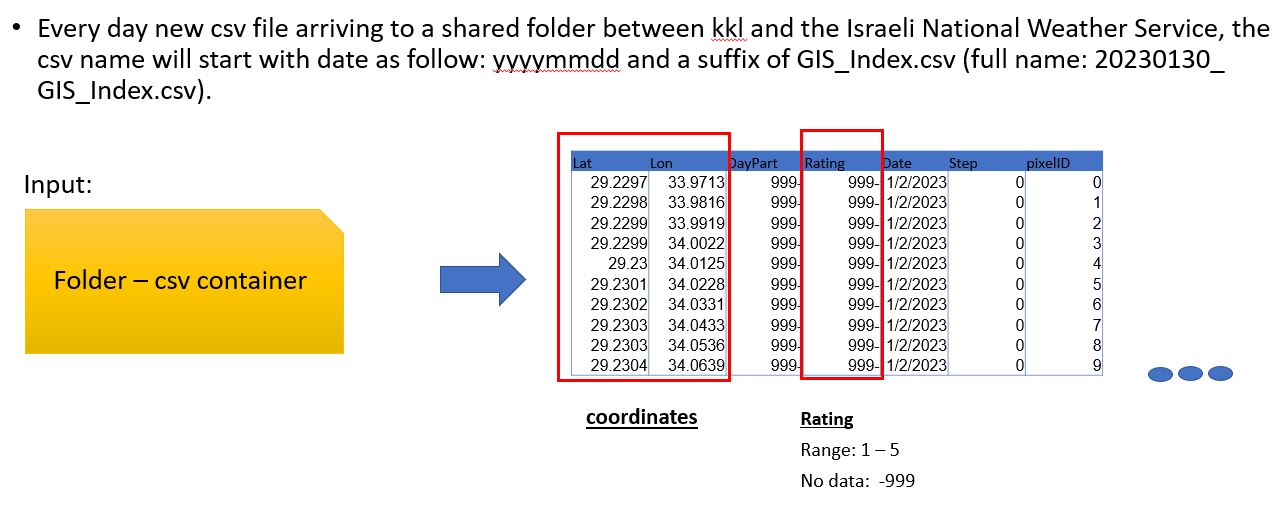 • Every day new csv file arriving to a shared folder between kkl and the Israeli National Weather Service, the
csv name will start with date as follow: yyyymmdd and a suffix of GIS_Index.csv (full name: 20230130_
GIS_Index.csv).
Input:
Folder – csv container
Lat Lon DayPart Rating Date Step pixelID
29.2297 33.9713 999- 999- 1/2/2023 0 0
29.2298 33.9816 999- 999- 1/2/2023 0 1
29.2299 33.9919 999- 999- 1/2/2023 0 2
29.2299 34.0022 999- 999- 1/2/2023 0 3
29.23 34.0125 999- 999- 1/2/2023 0 4
29.2301 34.0228 999- 999- 1/2/2023 0 5
29.2302 34.0331 999- 999- 1/2/2023 0 6
29.2303 34.0433 999- 999- 1/2/2023 0 7
29.2303 34.0536 999- 999- 1/2/2023 0 8
29.2304 34.0639 999- 999- 1/2/2023 0 9
coordinates
Rating
Range: 1 – 5
No data: -999